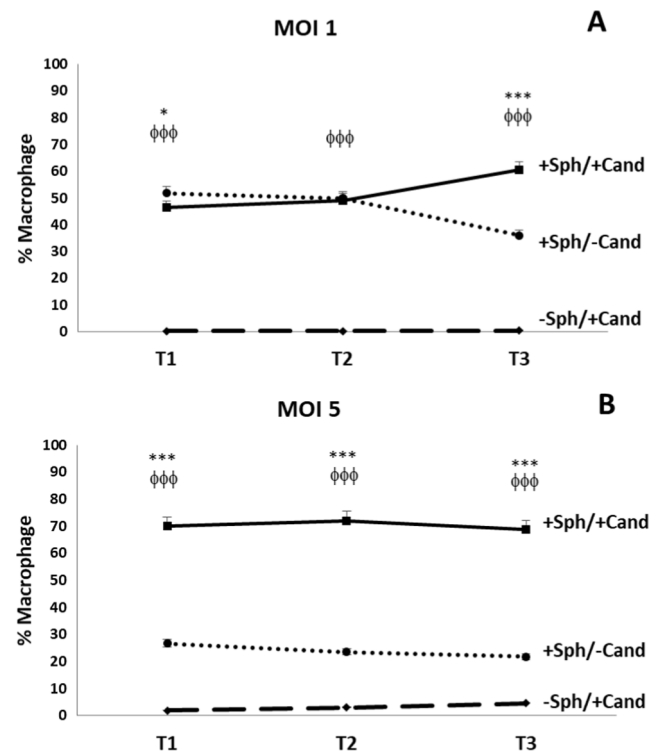 MOI 1
A
% Macrophage
100
90
80
70
60
50
40
30
20
10
0
*
ϕϕϕ
ϕϕϕ
***
ϕϕϕ
+Sph/+Cand
+Sph/-Cand
-Sph/+Cand
T1 T2 T3
MOI 5
B
% Macrophage
100
90
80
70
60
50
40
30
20
10
0
***
ϕϕϕ
***
ϕϕϕ
***
ϕϕϕ
+Sph/+Cand
+Sph/-Cand
-Sph/+Cand
T1 T2 T3